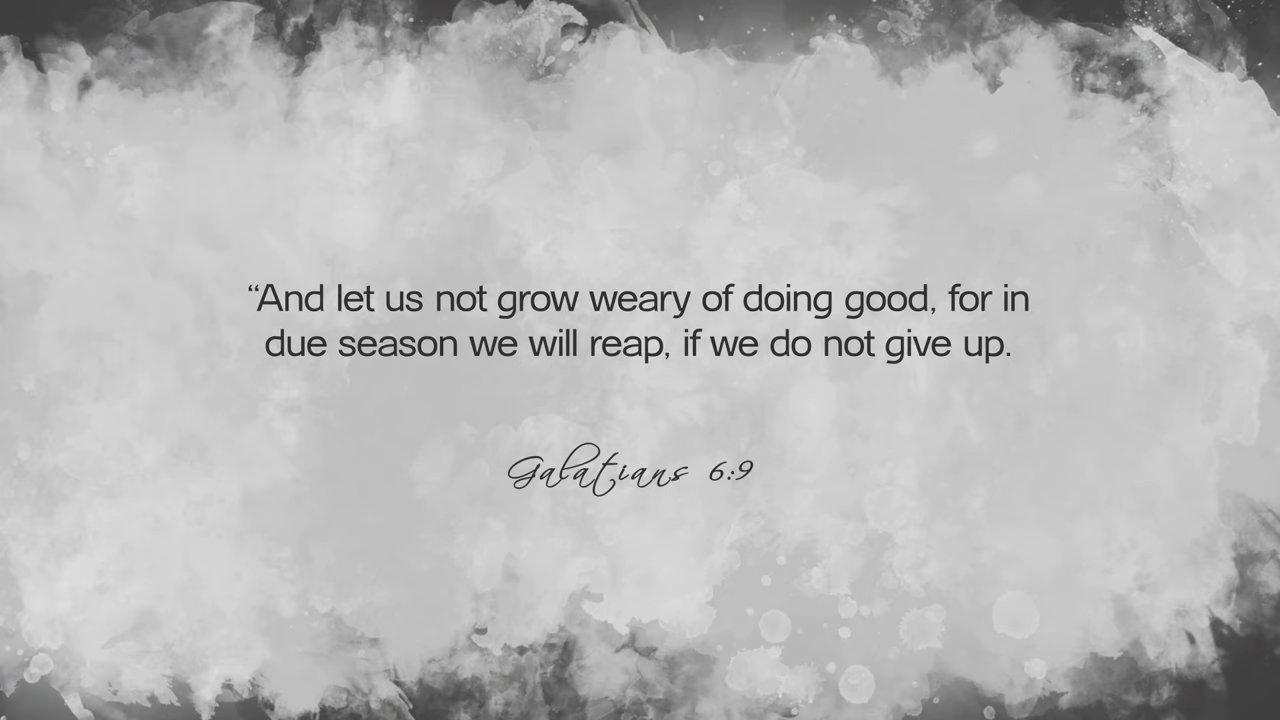 “And let us not grow weary of doing good, for in
due season we will reap, if we do not give up.
Galatians 6:9